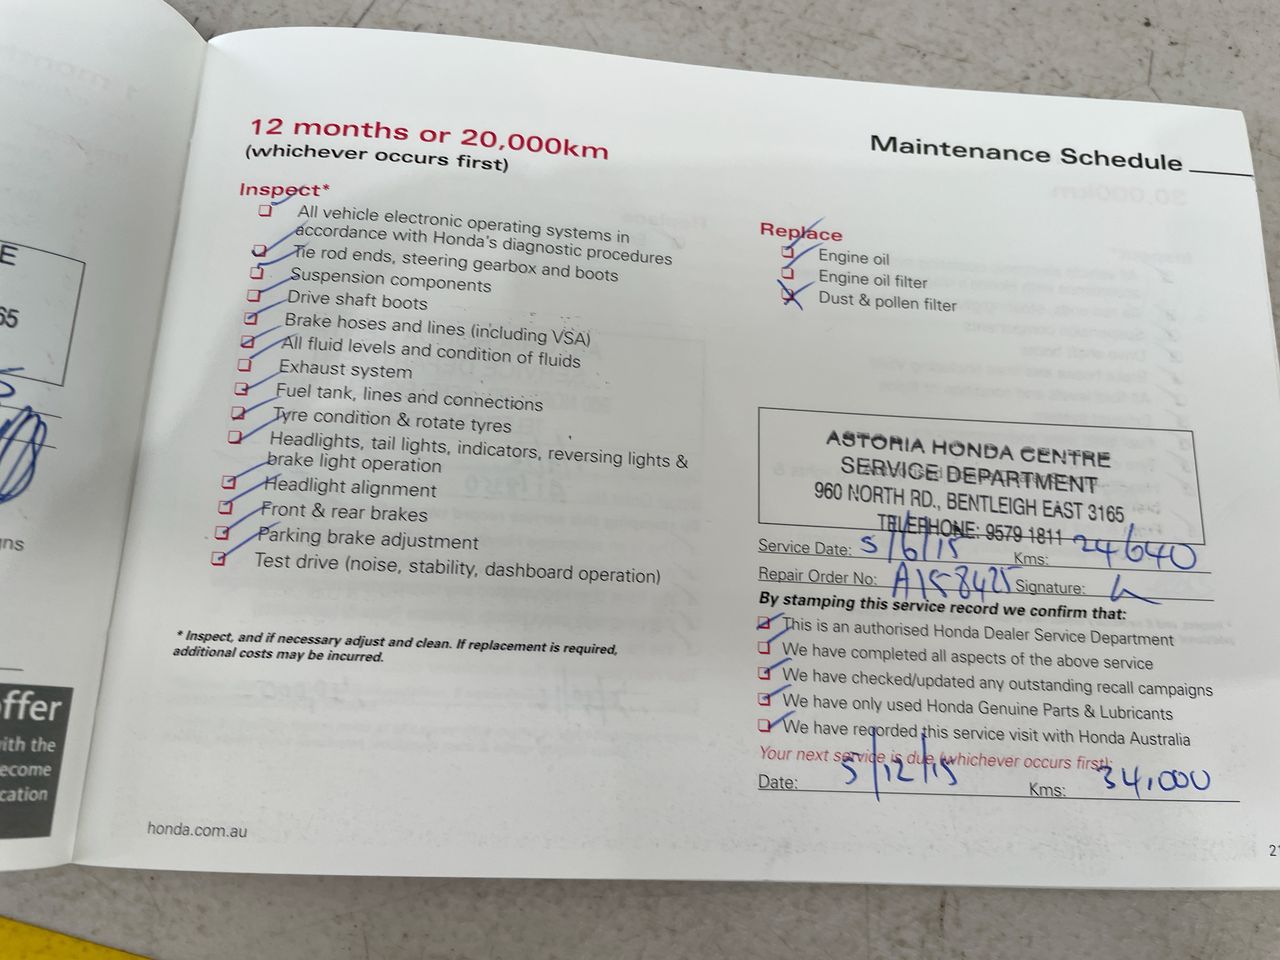 12 months or 20,000km
(whichever occurs first)
Maintenance Schedule
Inspect*
All vehicle electronic operating systems in
accordance with Honda's diagnostic procedures
Tie rod ends, steering gearbox and boots
Suspension components
Drive shaft boots
Brake hoses and lines (including VSA)
All fluid levels and condition of fluids
Exhaust system
Fuel tank, lines and connections
Tyre condition & rotate tyres
Headlights, tail lights, indicators, reversing lights &
brake light operation
Headlight alignment
Front & rear brakes
Parking brake adjustment
Test drive (noise, stability, dashboard operation)
* Inspect, and if necessary adjust and clean. If replacement is required,
additional costs may be incurred.
honda.com.au
Replace
Engine oil
Engine oil filter
Dust & pollen filter
ASTORIA HONDA CENTRE
SERVICE DEPARTMENT
960 NORTH RD., BENTLEIGH EAST 3165
TELEPHONE: 9579 1811
Service Date: 5/6/15 Kms: 24640
Repair Order No: A158425 Signature:
By stamping this service record we confirm that:
This is an authorised Honda Dealer Service Department
We have completed all aspects of the above service
We have checked/updated any outstanding recall campaigns
We have only used Honda Genuine Parts & Lubricants
We have recorded this service visit with Honda Australia
Your next service is due (whichever occurs first):
Date: 5/12/15 Kms: 34,000
21